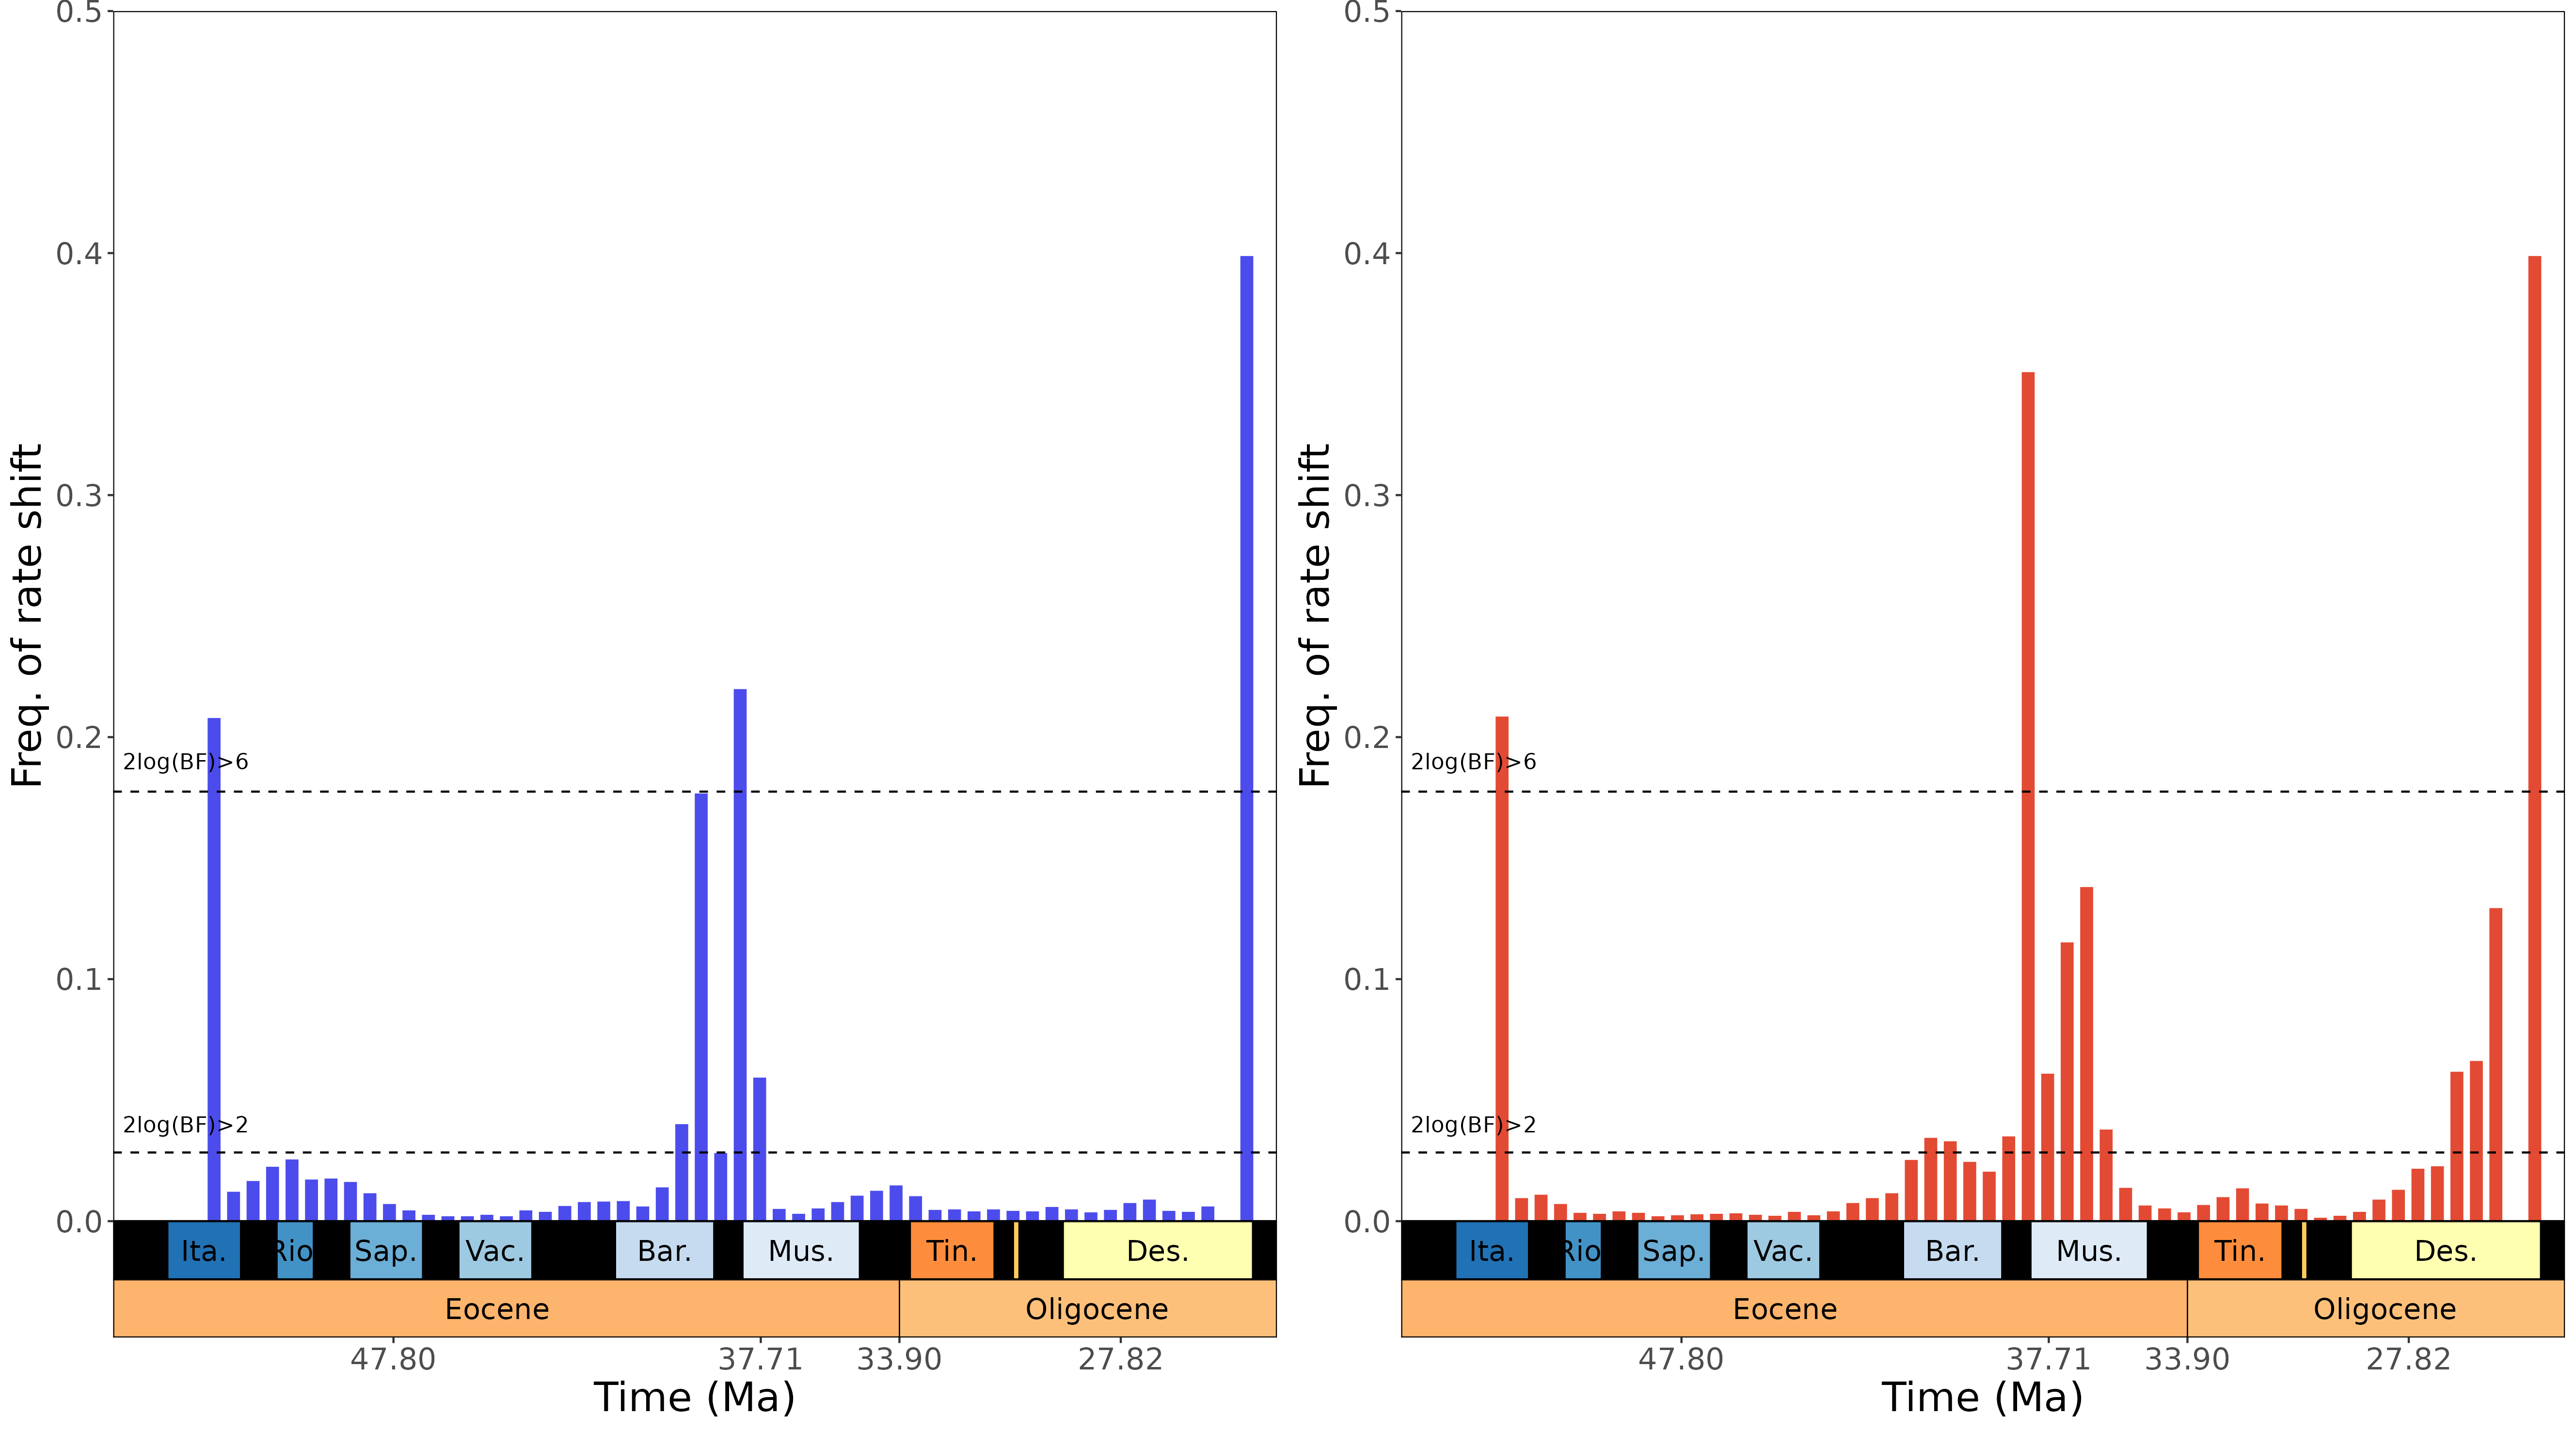 Freq. of rate shift
0.5
0.4
0.3
0.2
0.1
0.0
2log(BF)>6
2log(BF)>2
Ita. Rio Sap. Vac. Bar. Mus. Tin. Des.
Eocene Oligocene
47.80 37.71 33.90 27.82
Time (Ma)
Freq. of rate shift
0.5
0.4
0.3
0.2
0.1
0.0
2log(BF)>6
2log(BF)>2
Ita. Rio Sap. Vac. Bar. Mus. Tin. Des.
Eocene Oligocene
47.80 37.71 33.90 27.82
Time (Ma)